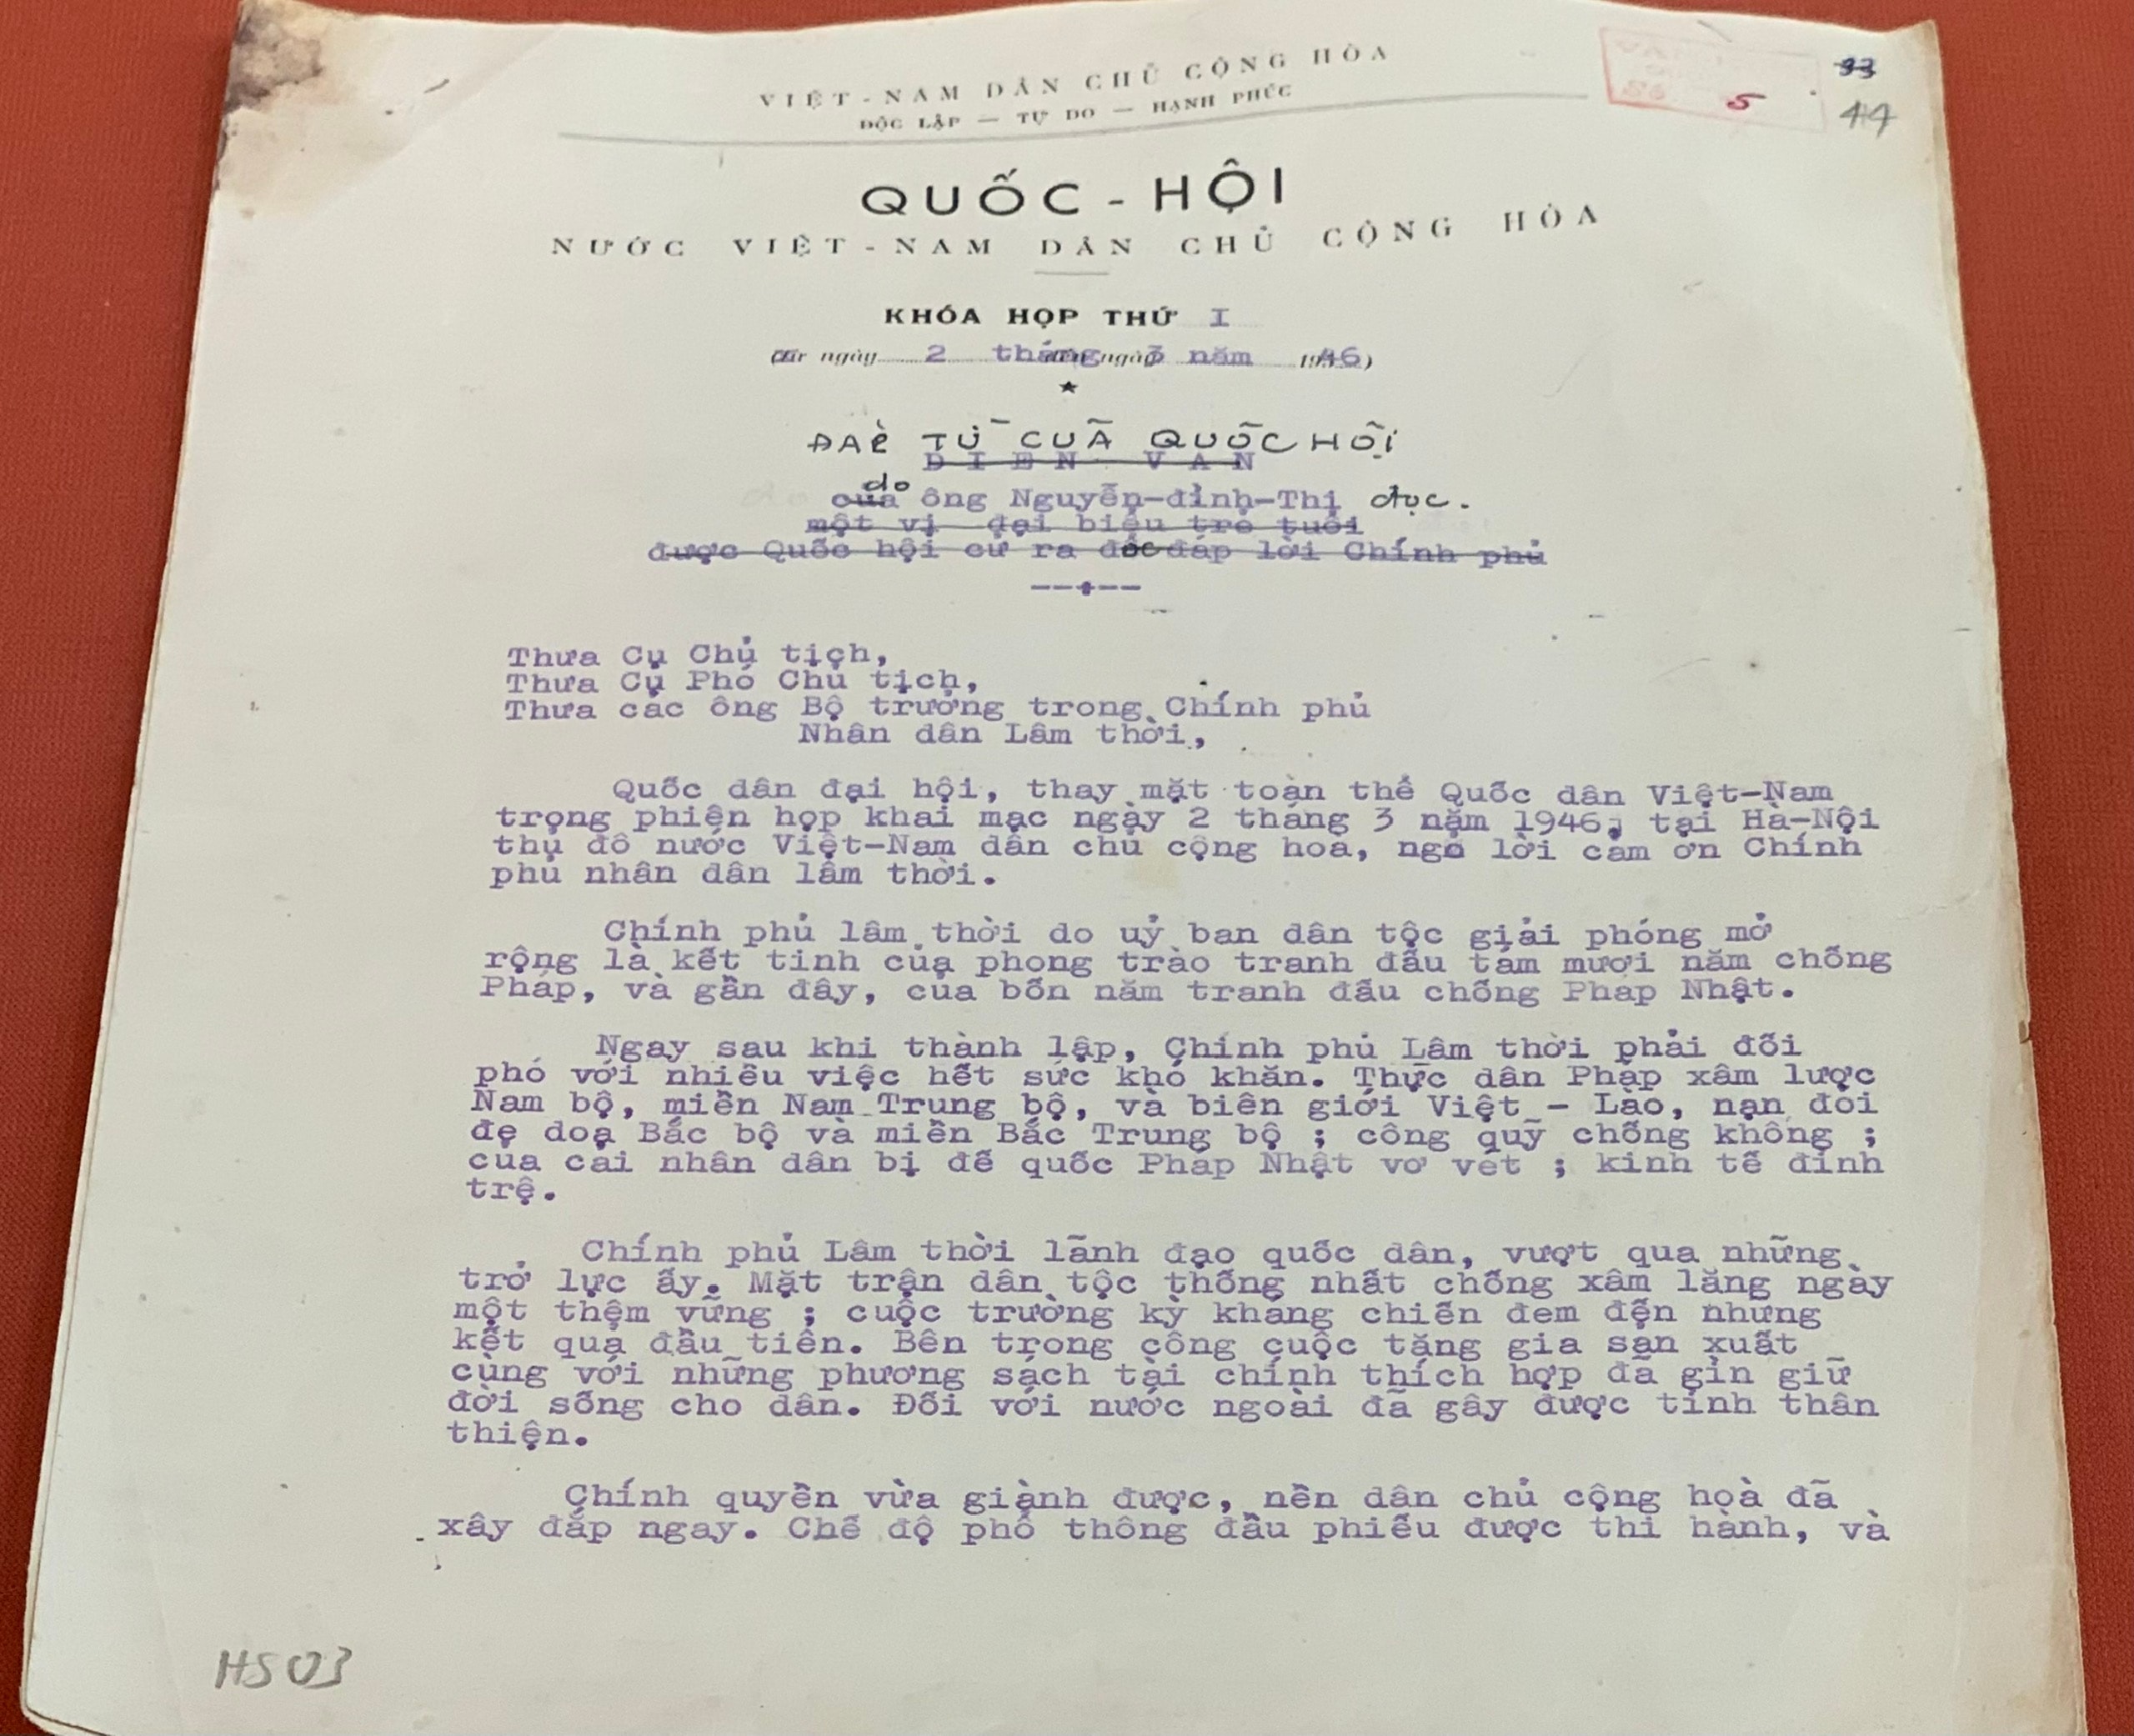 VIỆT-NAM DÂN CHỦ CỘNG HÒA
ĐỘC LẬP — TỰ DO — HẠNH PHÚC
5
93
44
QUỐC-HỘI
NƯỚC VIỆT-NAM DÂN CHỦ CỘNG HÒA
KHÓA HỌP THỨ I
ngày 2 tháng 3 năm 1946)
★
ĐÁP TỪ CỦA QUỐC HỘI
DIEN VAN
do
của ông Nguyễn-đình-Thi đọc.
một vị đại biểu trẻ tuổi
được Quốc hội cử ra đáp lời Chính phủ
Thưa Cụ Chủ tịch,
Thưa Cụ Phó Chủ tịch,
Thưa các ông Bộ trưởng trong Chính phủ
Nhân dân Lâm thời,
Quốc dân đại hội, thay mặt toàn thể Quốc dân Việt-Nam
trong phiên họp khai mạc ngày 2 tháng 3 năm 1946, tại Hà-Nội
thủ đô nước Việt-Nam dân chủ cộng hoà, ngỏ lời cảm ơn Chính
phủ nhân dân lâm thời.
Chính phủ lâm thời do uỷ ban dân tộc giải phóng mở
rộng là kết tinh của phong trào tranh đấu tám mươi năm chống
Pháp, và gần đây, của bốn năm tranh đấu chống Pháp Nhật.
Ngay sau khi thành lập, Chính phủ Lâm thời phải đối
phó với nhiều việc hết sức khó khăn. Thực dân Pháp xâm lược
Nam bộ, miền Nam Trung bộ, và biên giới Việt - Lào, nạn đói
đe doạ Bắc bộ và miền Bắc Trung bộ ; công quỹ chống không ;
của cải nhân dân bị đế quốc Pháp Nhật vơ vét ; kinh tế đình
trệ.
Chính phủ Lâm thời lãnh đạo quốc dân, vượt qua những
trở lực ấy. Mặt trận dân tộc thống nhất chống xâm lăng ngày
một thêm vững ; cuộc trường kỳ kháng chiến đem đến những
kết quả đầu tiên. Bên trong công cuộc tăng gia sản xuất
cùng với những phương sách tài chính thích hợp đã gìn giữ
đời sống cho dân. Đối với nước ngoài đã gây được tình thân
thiện.
Chính quyền vừa giành được, nền dân chủ cộng hoà đã
xây đắp ngay. Chế độ phổ thông đầu phiếu được thi hành, và
HS03